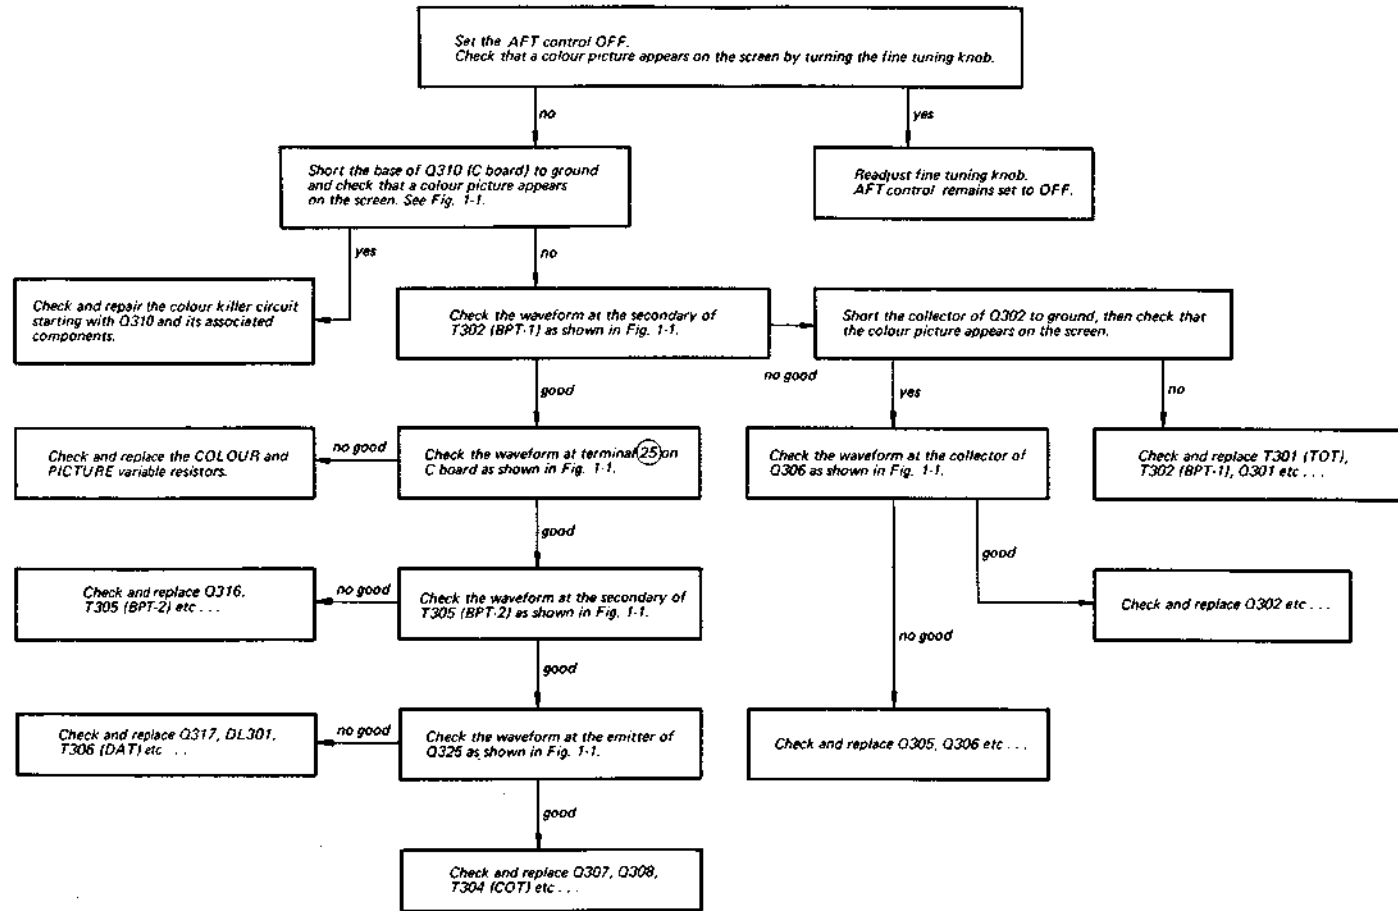 Set the AFT control OFF.
Check that a colour picture appears on the screen by turning the fine tuning knob.
no
yes
Short the base of Q310 (C board) to ground
and check that a colour picture appears
on the screen. See Fig. 1-1.
Readjust fine tuning knob.
AFT control remains set to OFF.
yes
no
Check and repair the colour killer circuit
starting with Q310 and its associated
components.
Check the waveform at the secondary of
T302 (BPT-1) as shown in Fig. 1-1.
Short the collector of Q302 to ground, then check that
the colour picture appears on the screen.
no good
good
yes
no
Check and replace the COLOUR and
PICTURE variable resistors.
no good
Check the waveform at terminal 25 on
C board as shown in Fig. 1-1.
Check the waveform at the collector of
Q306 as shown in Fig. 1-1.
Check and replace T301 (TOT),
T302 (BPT-1), Q301 etc . . .
good
good
Check and replace Q316,
T305 (BPT-2) etc . . .
no good
Check the waveform at the secondary of
T305 (BPT-2) as shown in Fig. 1-1.
Check and replace Q302 etc . . .
no good
good
Check and replace Q317, DL301,
T306 (DAT) etc . . .
no good
Check the waveform at the emitter of
Q325 as shown in Fig. 1-1.
Check and replace Q305, Q306 etc . . .
good
Check and replace Q307, Q308,
T304 (COT) etc . . .